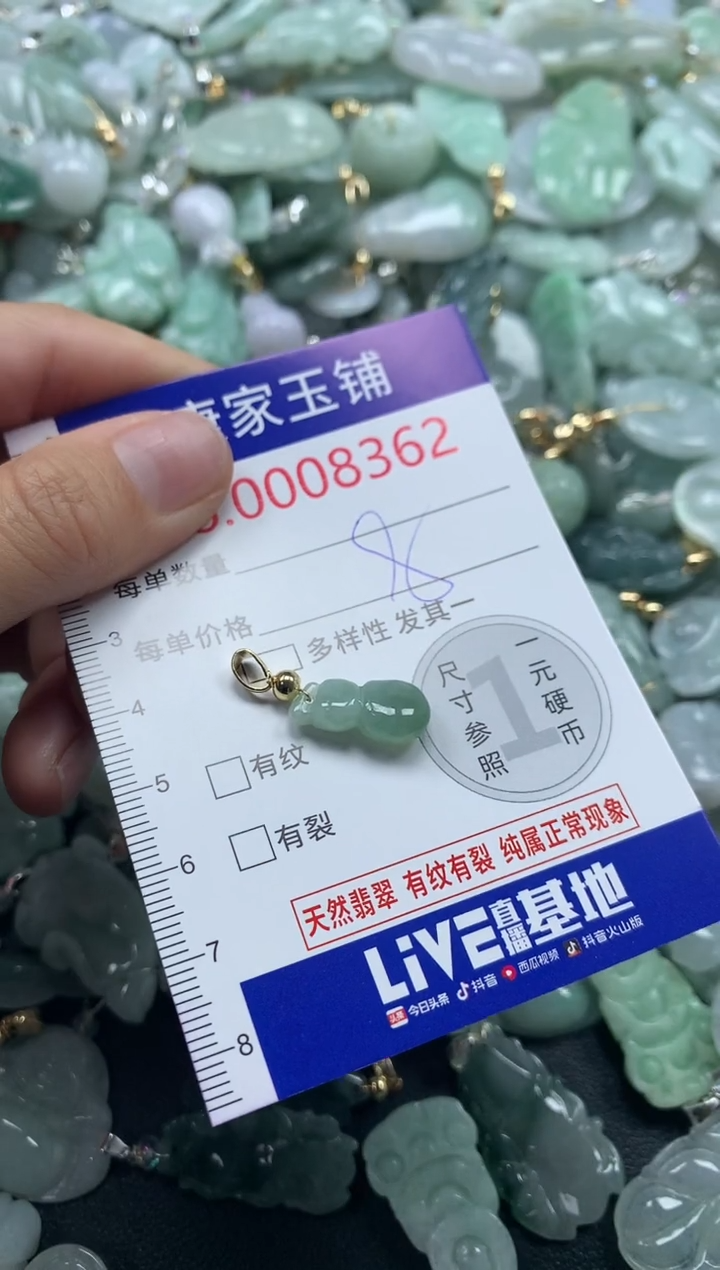 家玉铺
.0008362
每单数量
98
每单价格
多样性 发其一
尺寸参照
1
一元硬币
有纹
有裂
天然翡翠 有纹有裂 纯属正常现象
LiVE直播基地
头条 今日头条 抖音 西瓜视频 抖音火山版
3
4
5
6
7
8